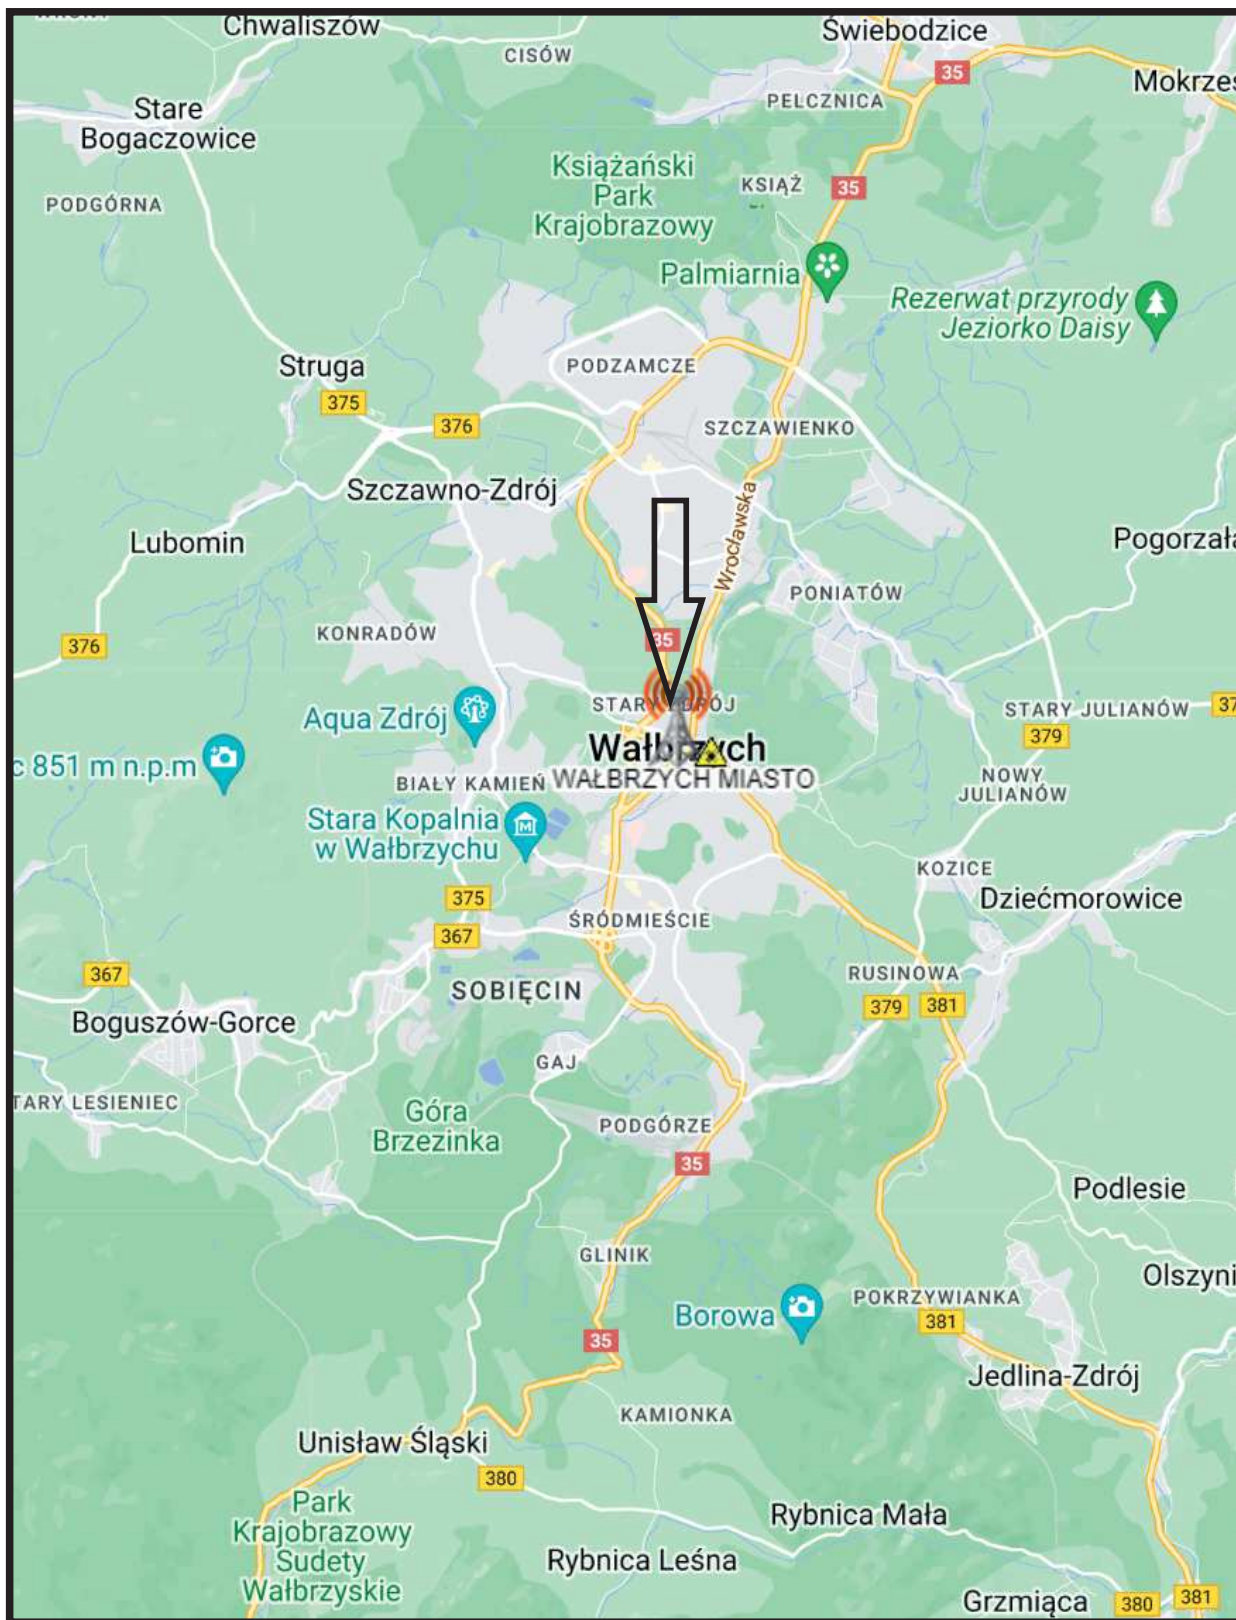 Chwaliszów
CISÓW
Świebodzice
35
Mokrzes
PELCZNICA
Stare
Bogaczowice
Książański
Park
Krajobrazowy
KSIĄŻ
35
PODGÓRNA
Palmiarnia
Rezerwat przyrody
Jeziorko Daisy
Struga
375
376
PODZAMCZE
SZCZAWIENKO
Szczawno-Zdrój
Wrocławska
Lubomin
Pogorzała
PONIATÓW
KONRADÓW
376
35
STARY ZDRÓJ
Aqua Zdrój
STARY JULIANÓW
37
379
Wałbrzych
WAŁBRZYCH MIASTO
c 851 m n.p.m
BIAŁY KAMIEŃ
NOWY
JULIANÓW
Stara Kopalnia
w Wałbrzychu
KOZICE
Dziećmorowice
375
ŚRÓDMIEŚCIE
367
367
RUSINOWA
SOBIĘCIN
379
381
Boguszów-Gorce
GAJ
TARY LESIENIEC
Góra
Brzezinka
PODGÓRZE
35
Podlesie
GLINIK
Olszyni
Borowa
POKRZYWIANKA
381
35
Jedlina-Zdrój
KAMIONKA
Unisław Śląski
380
Park
Krajobrazowy
Sudety
Wałbrzyskie
Rybnica Mała
Rybnica Leśna
Grzmiąca
380
381